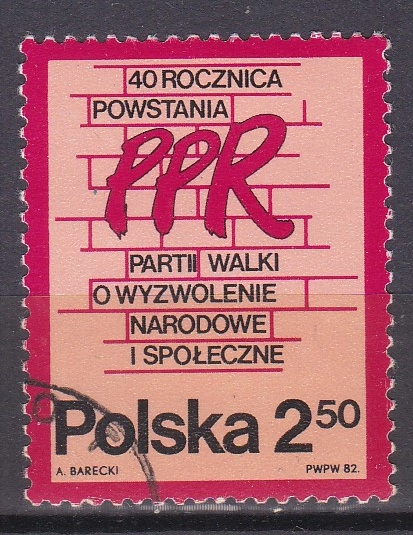 40 ROCZNICA
POWSTANIA
PPR
PARTII WALKI
O WYZWOLENIE
NARODOWE
I SPOŁECZNE
Polska 2 50
A. BARECKI
PWPW 82.